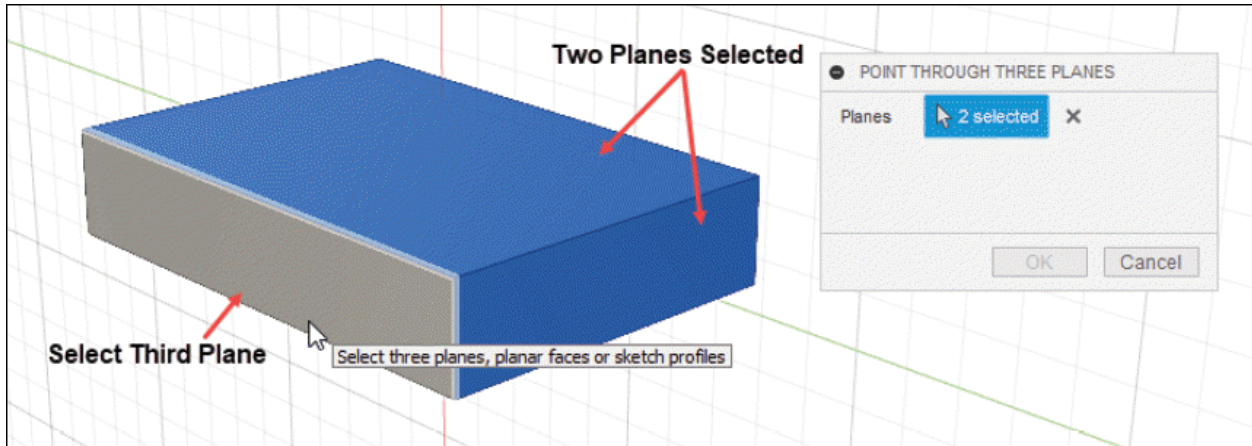 Two Planes Selected
POINT THROUGH THREE PLANES
Planes
2 selected
OK
Cancel
Select Third Plane
Select three planes, planar faces or sketch profiles